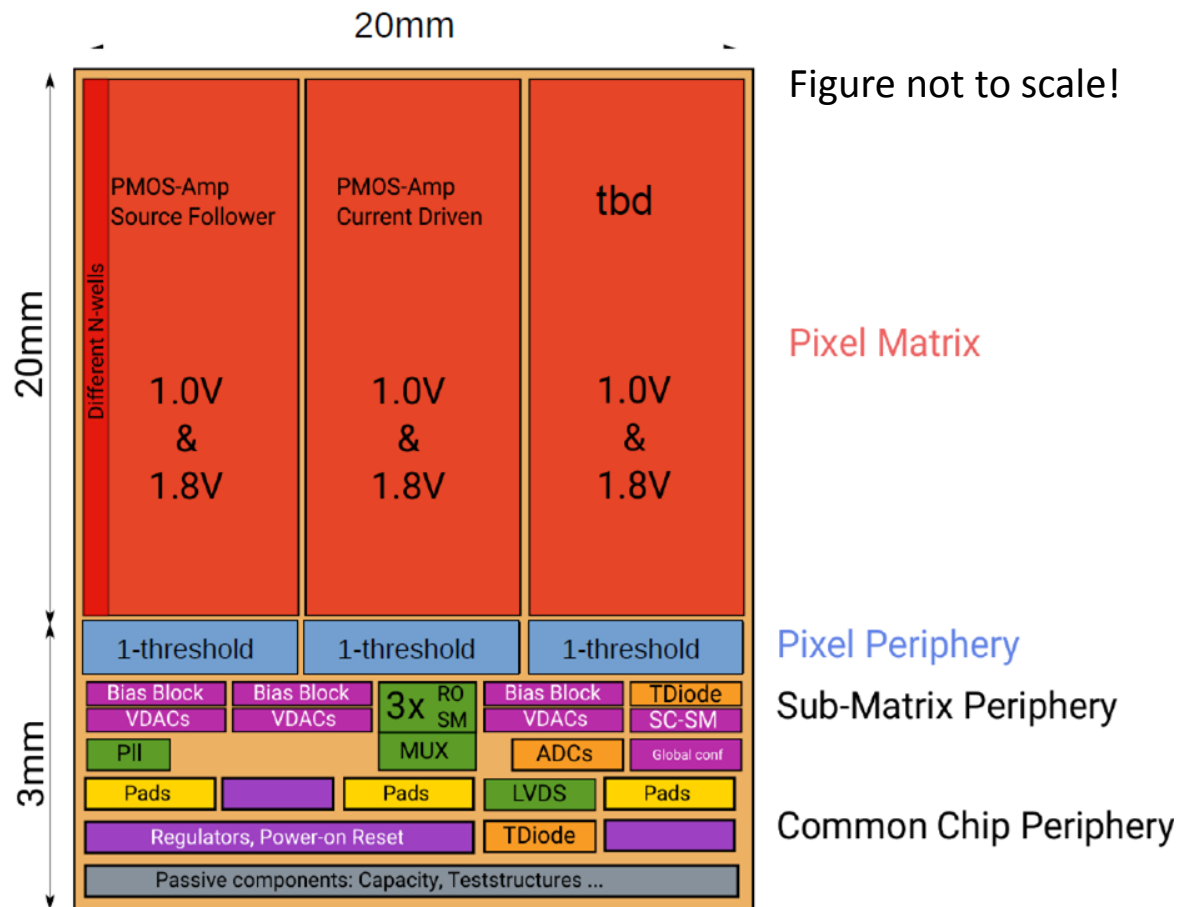 20mm
Figure not to scale!
20mm
Different N-wells
PMOS-Amp
Source Follower
1.0V
&
1.8V
PMOS-Amp
Current Driven
1.0V
&
1.8V
tbd
1.0V
&
1.8V
Pixel Matrix
1-threshold
1-threshold
1-threshold
Pixel Periphery
3mm
Bias Block
Bias Block
3x
RO
SM
Bias Block
TDiode
VDACs
VDACs
VDACs
SC-SM
Sub-Matrix Periphery
Pll
MUX
ADCs
Global conf
Pads
Pads
LVDS
Pads
Regulators, Power-on Reset
TDiode
Common Chip Periphery
Passive components: Capacity, Teststructures ...